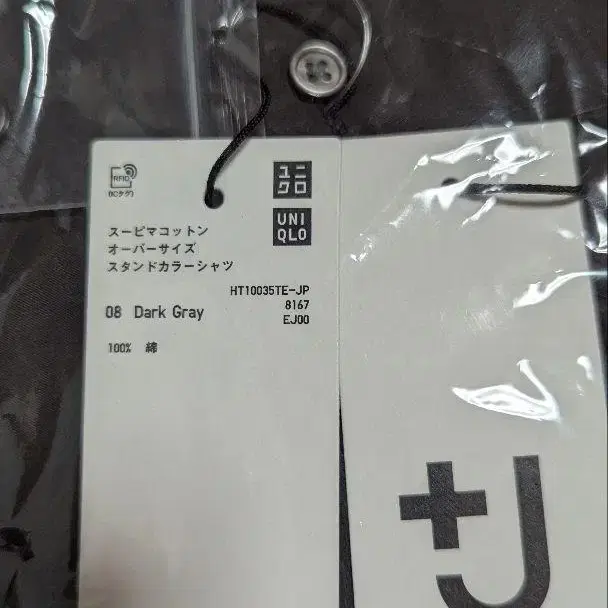 RFID
(ICタグ)
ユニ
クロ
UNI
QLO
スーピマコットン
オーバーサイズ
スタンドカラーシャツ
HT10035TE-JP
8167
EJ00
08 Dark Gray
100% 綿
+J